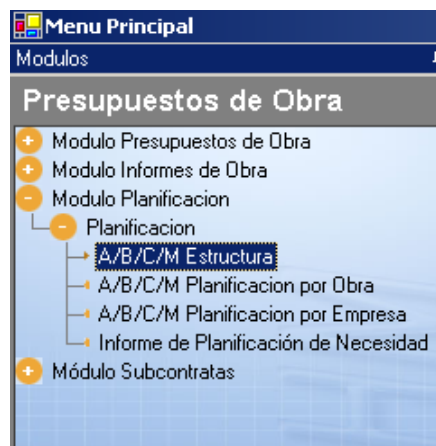 Menu Principal
Modulos
Presupuestos de Obra
Modulo Presupuestos de Obra
Modulo Informes de Obra
Modulo Planificacion
Planificacion
A/B/C/M Estructura
A/B/C/M Planificacion por Obra
A/B/C/M Planificacion por Empresa
Informe de Planificación de Necesidad
Módulo Subcontratas